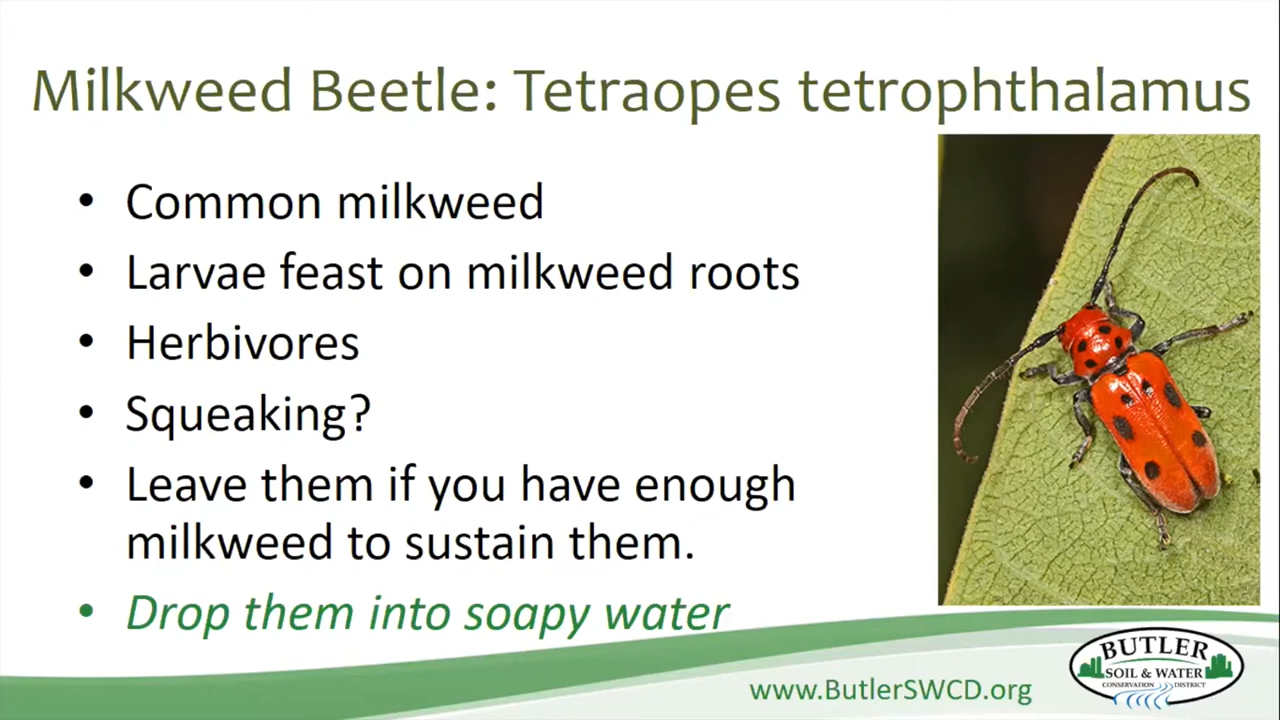 Milkweed Beetle: Tetraopes tetrophthalamus
• Common milkweed
• Larvae feast on milkweed roots
• Herbivores
• Squeaking?
• Leave them if you have enough
milkweed to sustain them.
• Drop them into soapy water
www.ButlerSWCD.org
BUTLER
SOIL & WATER
CONSERVATION DISTRICT